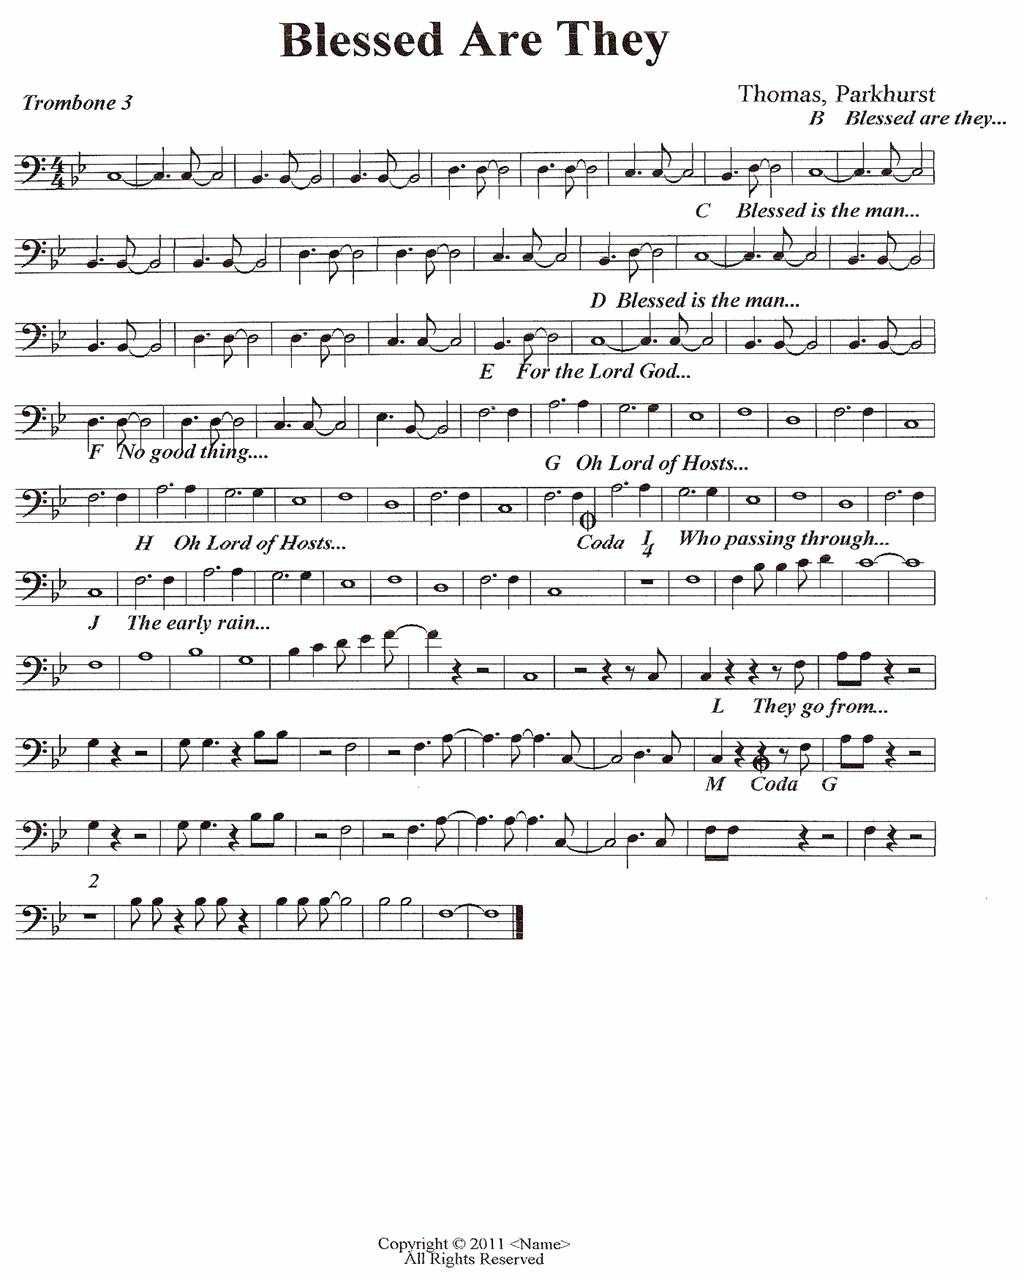 Blessed Are They
Thomas, Parkhurst
Trombone 3
B Blessed are they...
C Blessed is the man...
D Blessed is the man...
E For the Lord God...
F No good thing....
G Oh Lord of Hosts...
H Oh Lord of Hosts... Coda I 4 Who passing through...
J The early rain...
L They go from...
M Coda G
2
Copyright © 2011 <Name>
All Rights Reserved